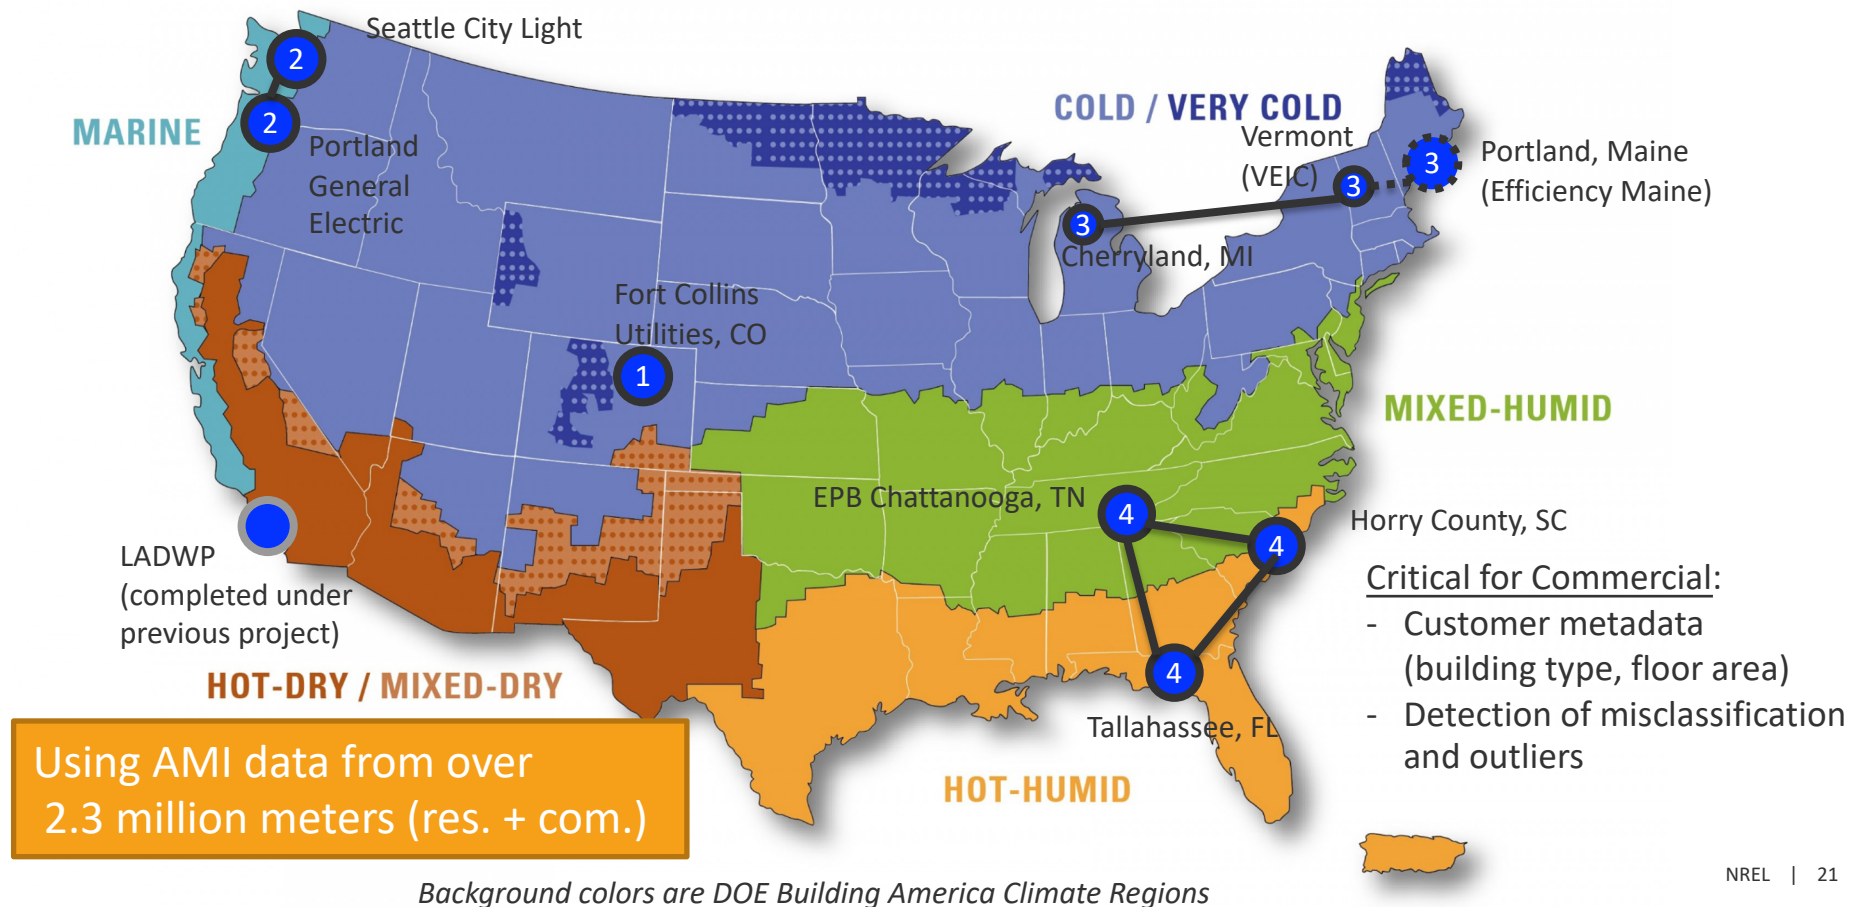 Seattle City Light
2
2
MARINE
Portland
General
Electric
COLD / VERY COLD
Vermont
(VEIC)
3
3
Portland, Maine
(Efficiency Maine)
3
Cherryland, MI
Fort Collins
Utilities, CO
1
MIXED-HUMID
EPB Chattanooga, TN
4
4
Horry County, SC
LADWP
(completed under
previous project)
HOT-DRY / MIXED-DRY
4
Tallahassee, FL
HOT-HUMID
Critical for Commercial:
- Customer metadata
(building type, floor area)
- Detection of misclassification
and outliers
Using AMI data from over
2.3 million meters (res. + com.)
Background colors are DOE Building America Climate Regions
NREL | 21